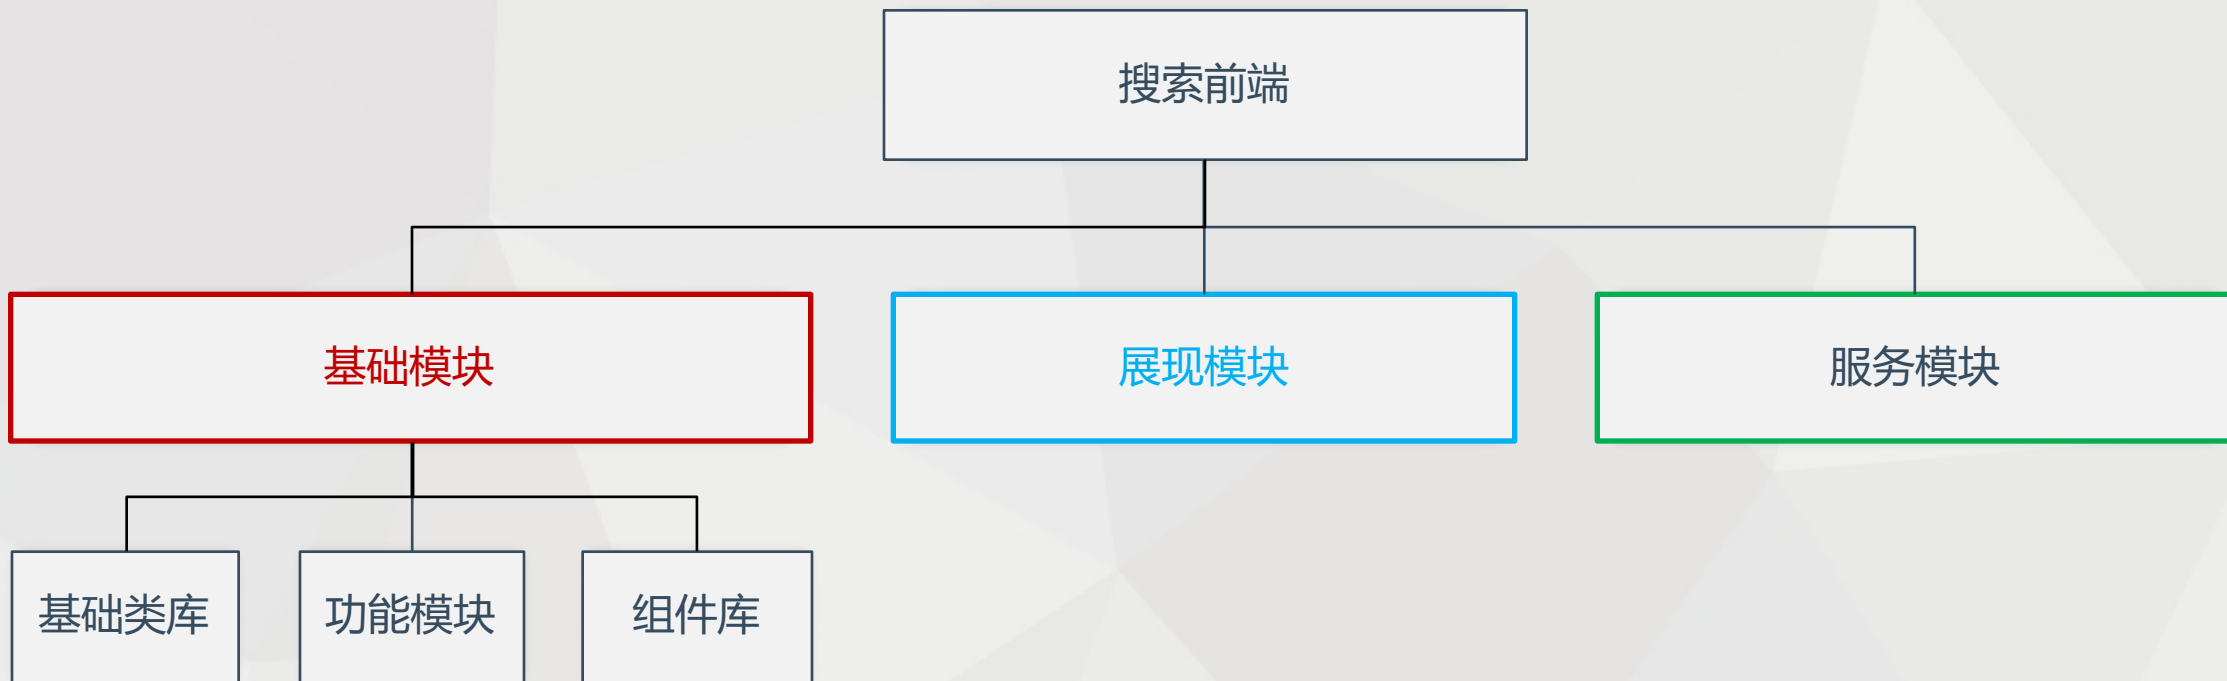 搜索前端
基础模块
展现模块
服务模块
基础类库
功能模块
组件库